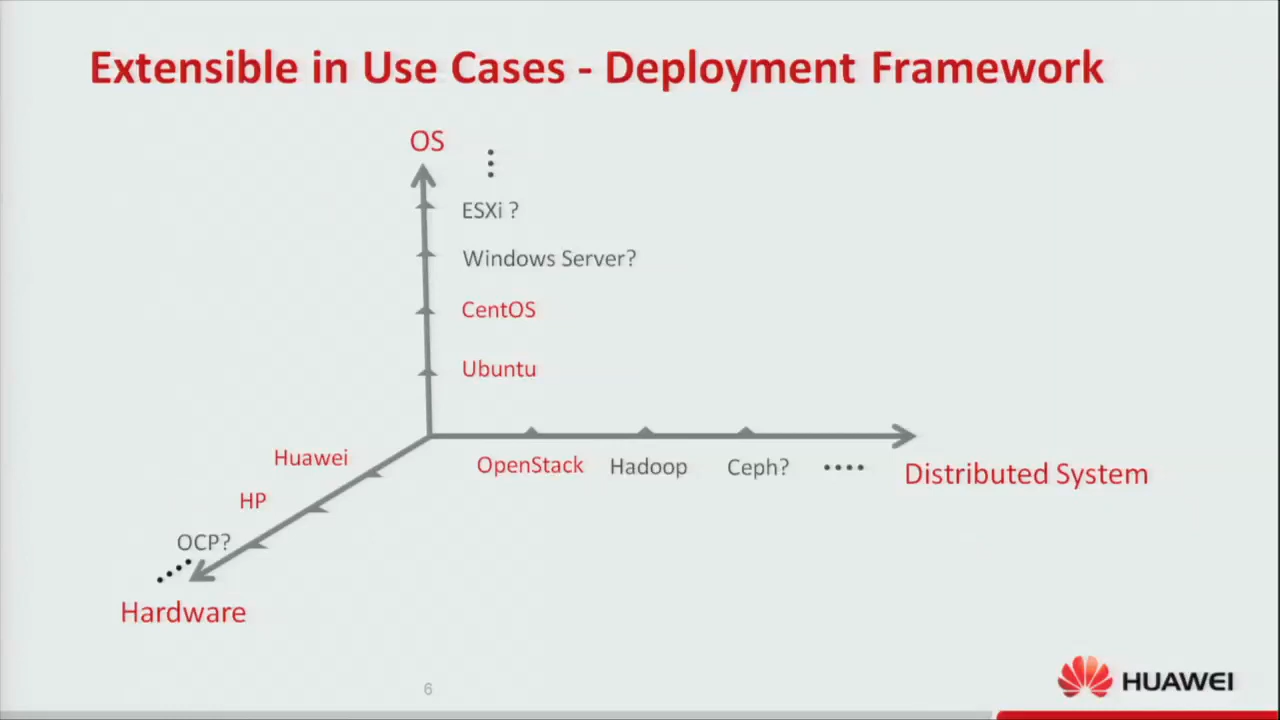 Extensible in Use Cases - Deployment Framework
OS
ESXi ?
Windows Server?
CentOS
Ubuntu
Huawei
HP
OCP?
Hardware
OpenStack
Hadoop
Ceph?
Distributed System
6
HUAWEI